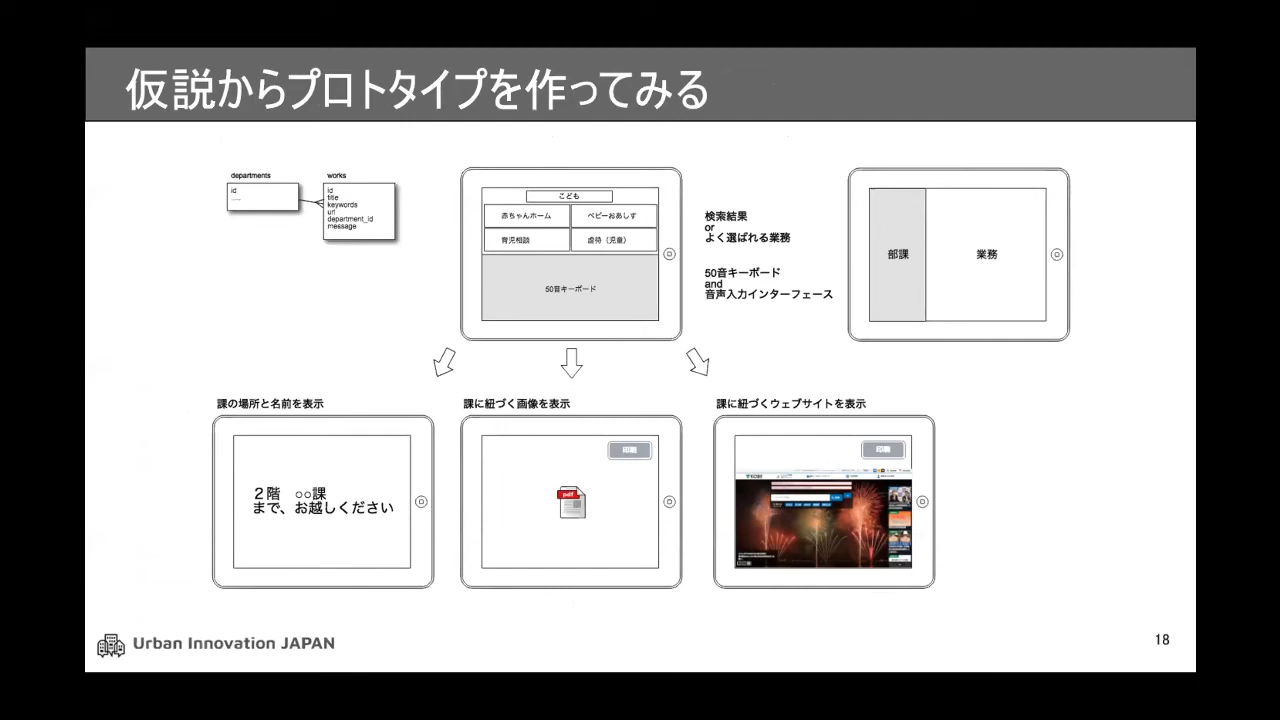 仮説からプロトタイプを作ってみる
departments
id
works
id
title
keywords
url
department_id
message
こども
赤ちゃんホーム
ベビーおあしす
育児相談
虐待（児童）
50音キーボード
検索結果
or
よく選ばれる業務
50音キーボード
and
音声入力インターフェース
部課
業務
課の場所と名前を表示
２階　○○課
まで、お越しください
課に紐づく画像を表示
印刷
pdf
課に紐づくウェブサイトを表示
印刷
Urban Innovation JAPAN
18